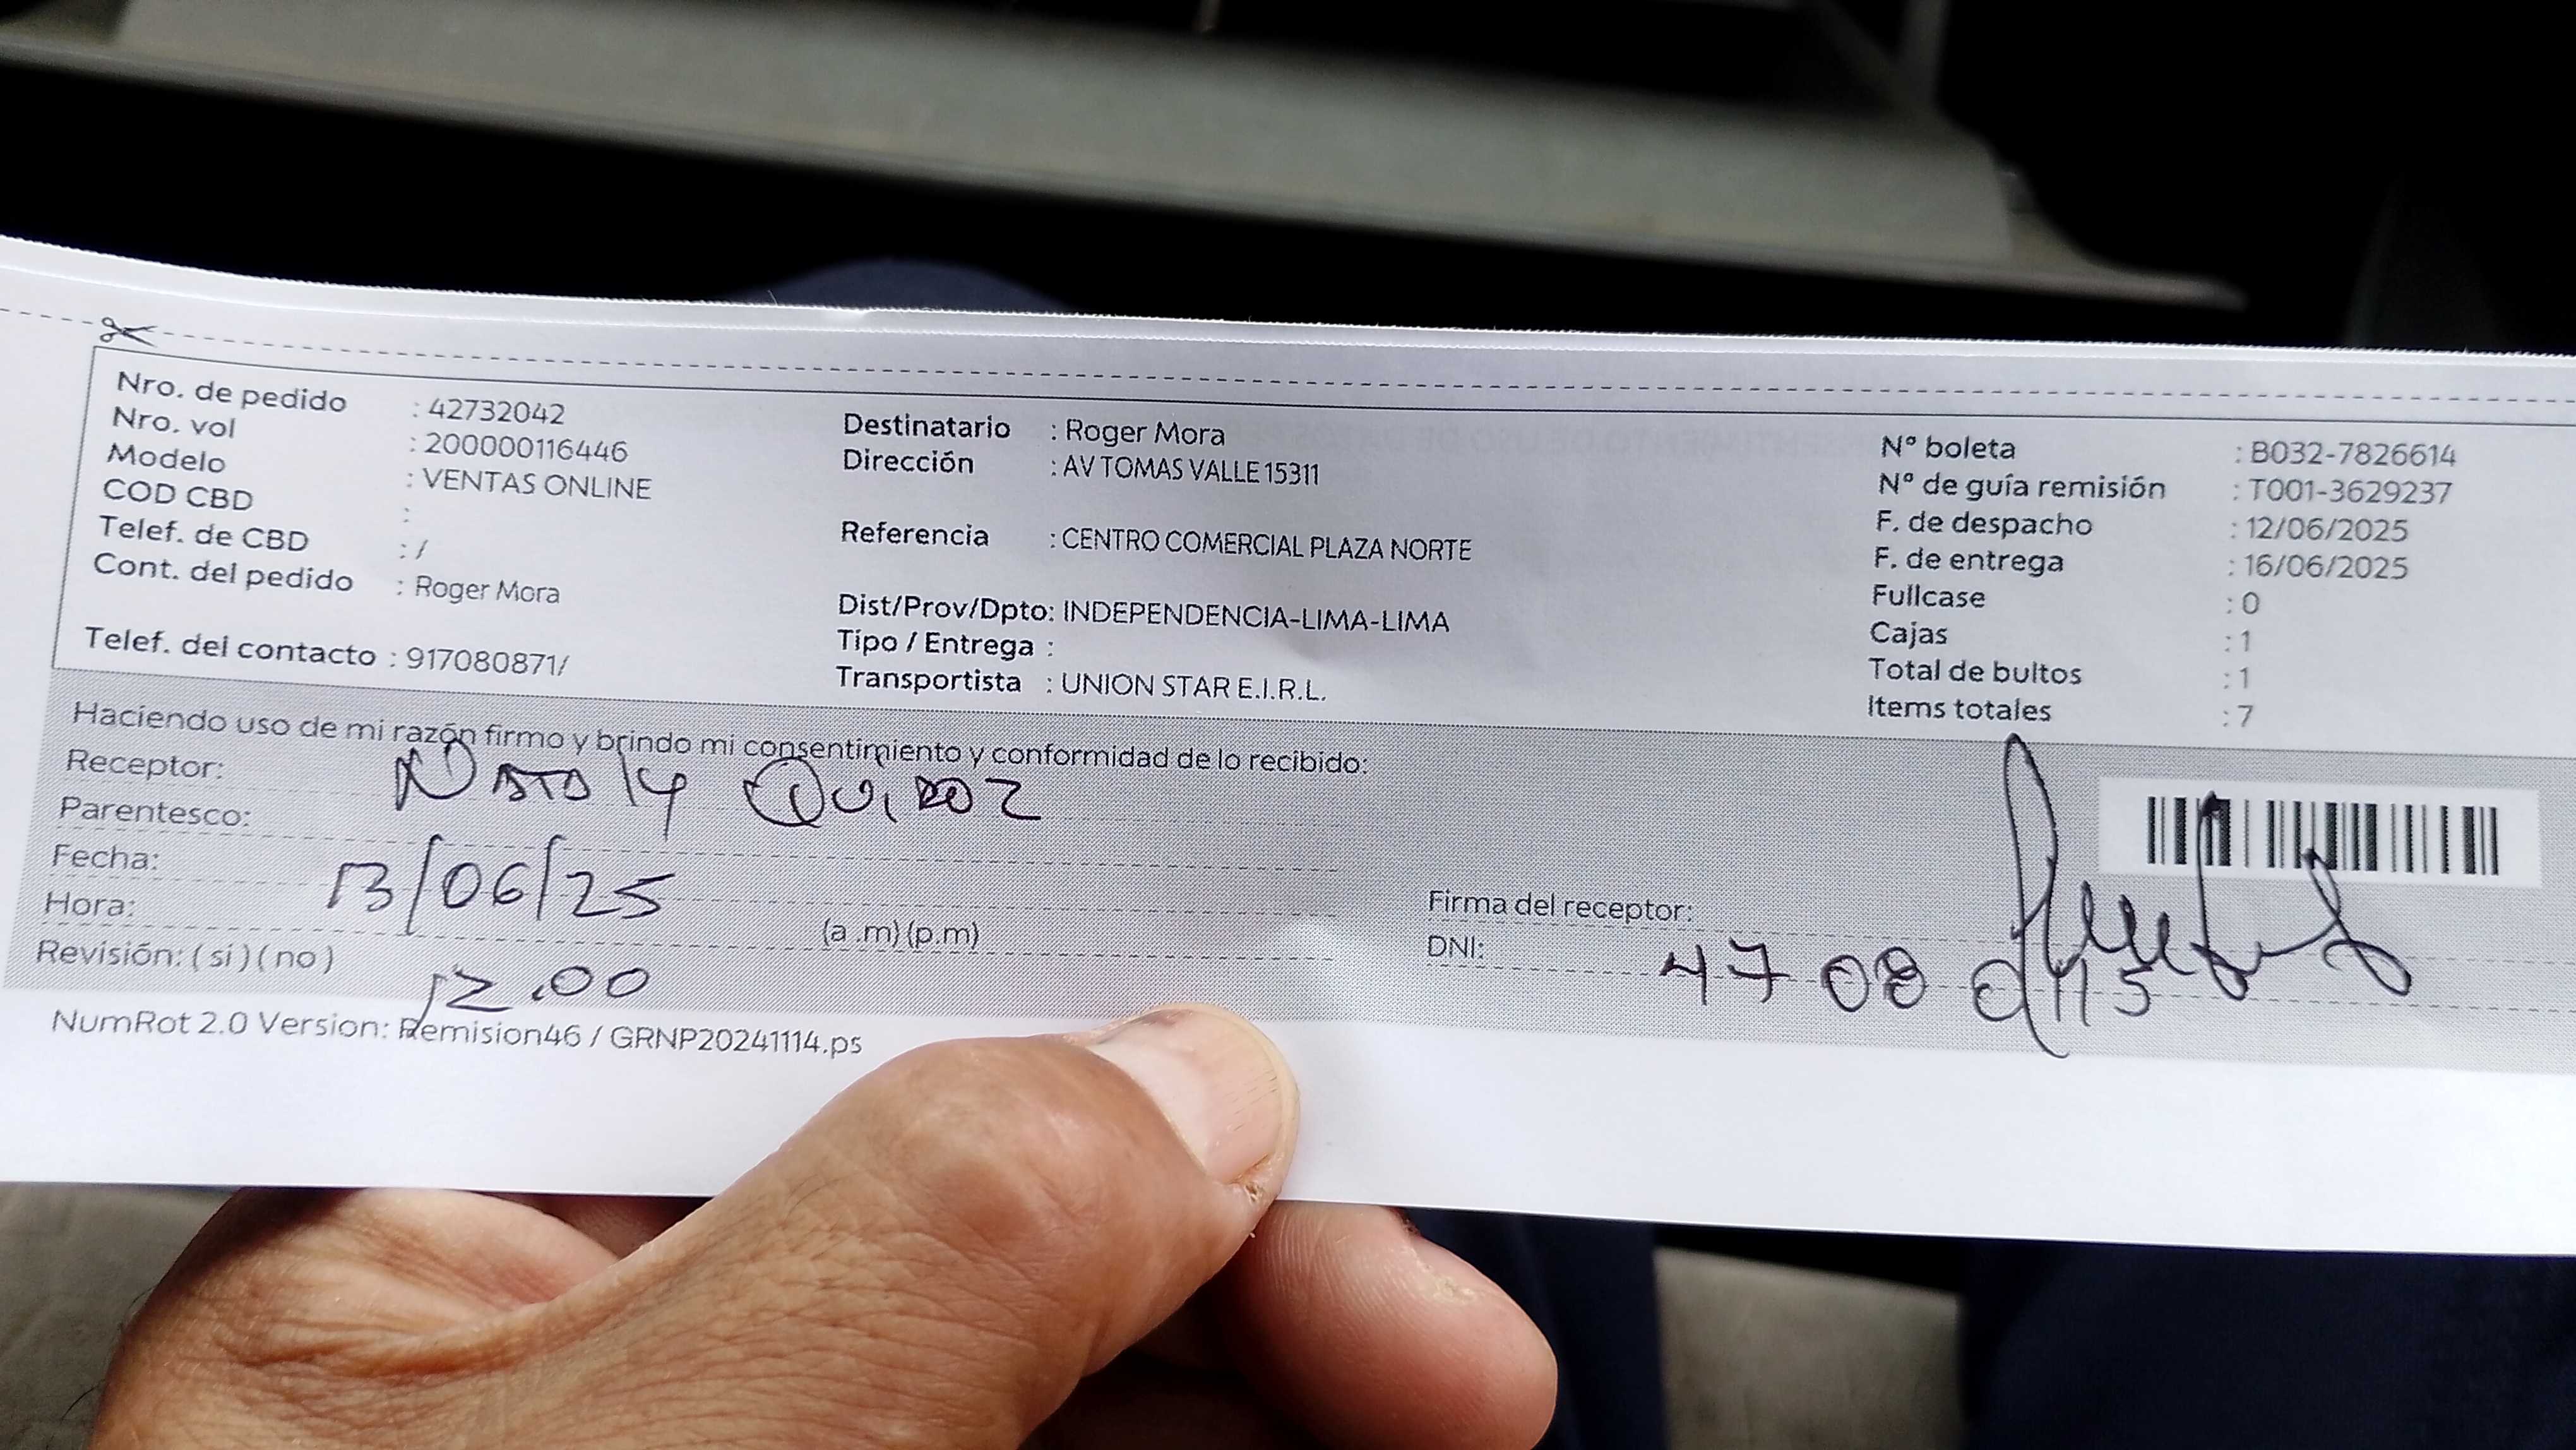 Nro. de pedido : 42732042
Nro. vol : 200000116446
Modelo : VENTAS ONLINE
COD CBD :
Telef. de CBD : /
Cont. del pedido : Roger Mora
Telef. del contacto : 917080871/
Destinatario : Roger Mora
Dirección : AV TOMAS VALLE 15311
Referencia : CENTRO COMERCIAL PLAZA NORTE
Dist/Prov/Dpto: INDEPENDENCIA-LIMA-LIMA
Tipo / Entrega :
Transportista : UNION STAR E.I.R.L.
N° boleta : B032-7826614
N° de guía remisión : T001-3629237
F. de despacho : 12/06/2025
F. de entrega : 16/06/2025
Fullcase : 0
Cajas : 1
Total de bultos : 1
Items totales : 7
Haciendo uso de mi razón firmo y brindo mi consentimiento y conformidad de lo recibido:
Receptor: Nataly Quiroz
Parentesco:
Fecha: 13/06/25
Hora: (a .m) (p.m)
Revisión: ( si ) ( no ) 12.00
Firma del receptor:
DNI: 4708
NumRot 2.0 Version: Remision46 / GRNP20241114.ps